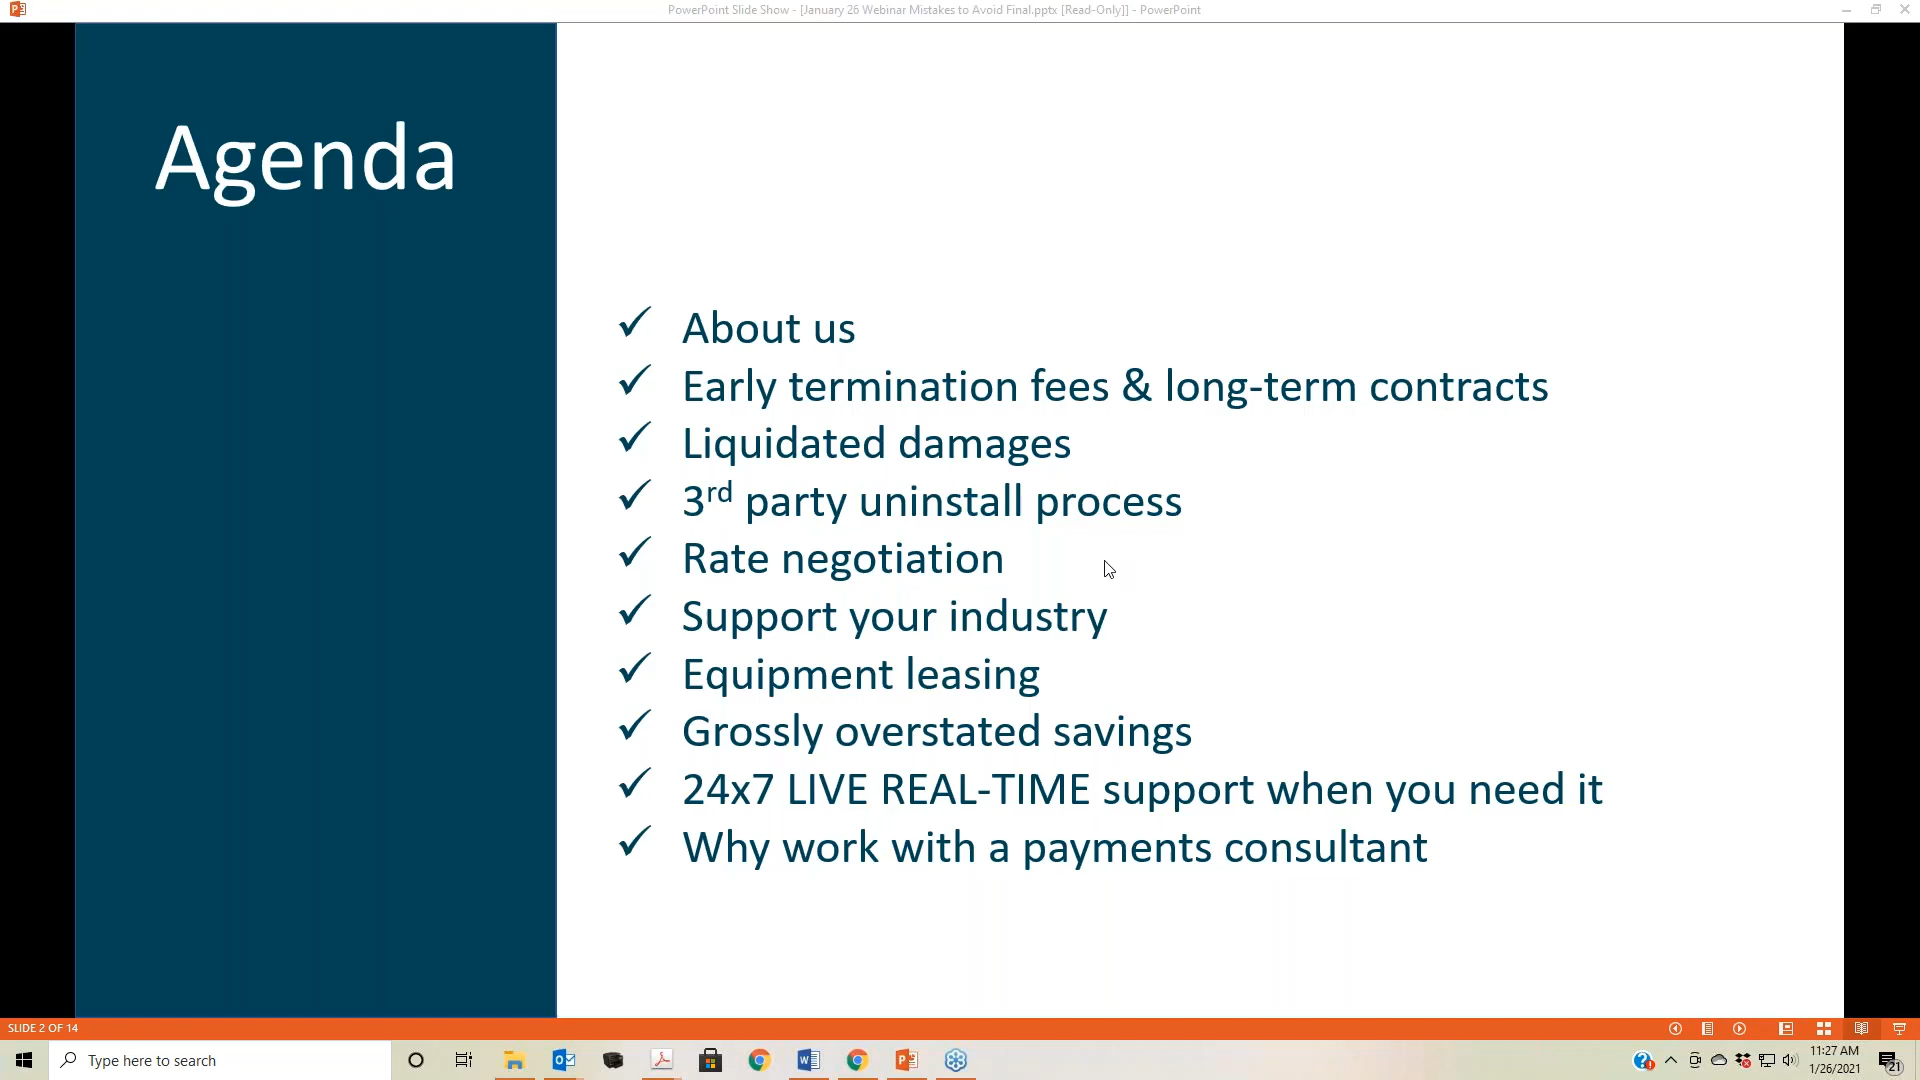 PowerPoint Slide Show - [January 26 Webinar Mistakes to Avoid Final.pptx [Read-Only]] - PowerPoint
Agenda
✓ About us
✓ Early termination fees & long-term contracts
✓ Liquidated damages
✓ 3rd party uninstall process
✓ Rate negotiation
✓ Support your industry
✓ Equipment leasing
✓ Grossly overstated savings
✓ 24x7 LIVE REAL-TIME support when you need it
✓ Why work with a payments consultant
SLIDE 2 OF 14
Type here to search
11:27 AM
1/26/2021
21